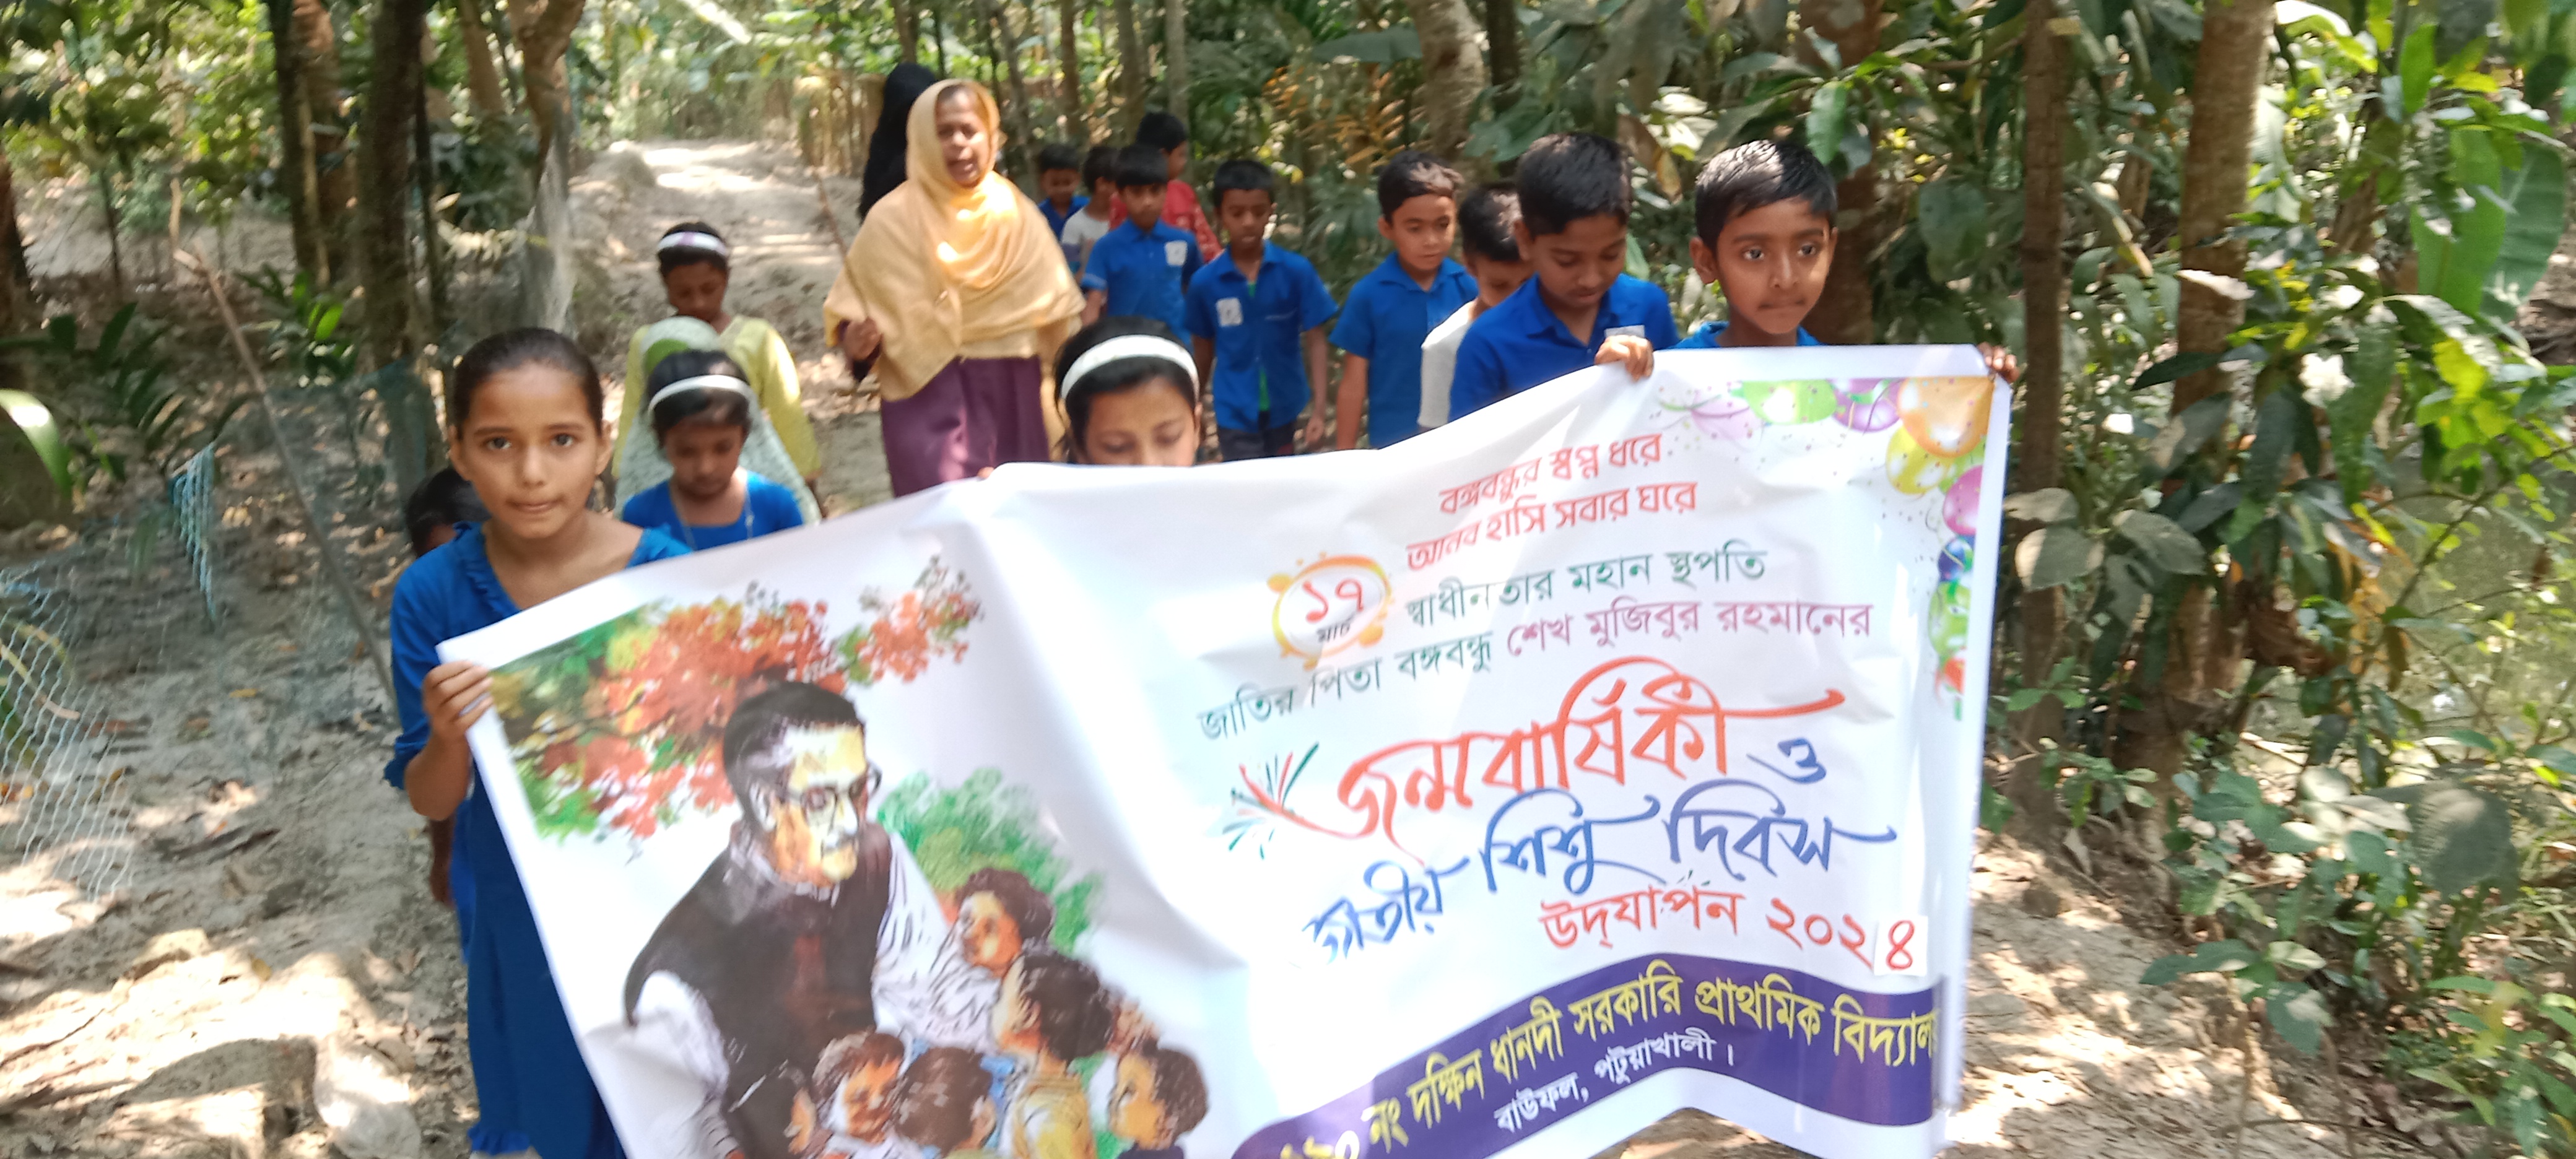 বঙ্গবন্ধুর স্বপ্ন ধরে
আনব হাসি সবার ঘরে
১৭
মার্চ
স্বাধীনতার মহান স্থপতি
জাতির পিতা বঙ্গবন্ধু শেখ মুজিবুর রহমানের
জন্মবার্ষিকী ও
জাতীয় শিশু দিবস
উদ্‌যাপন ২০২৪
নং দক্ষিন ধানদী সরকারি প্রাথমিক
বাউফল, পটুয়াখালী।